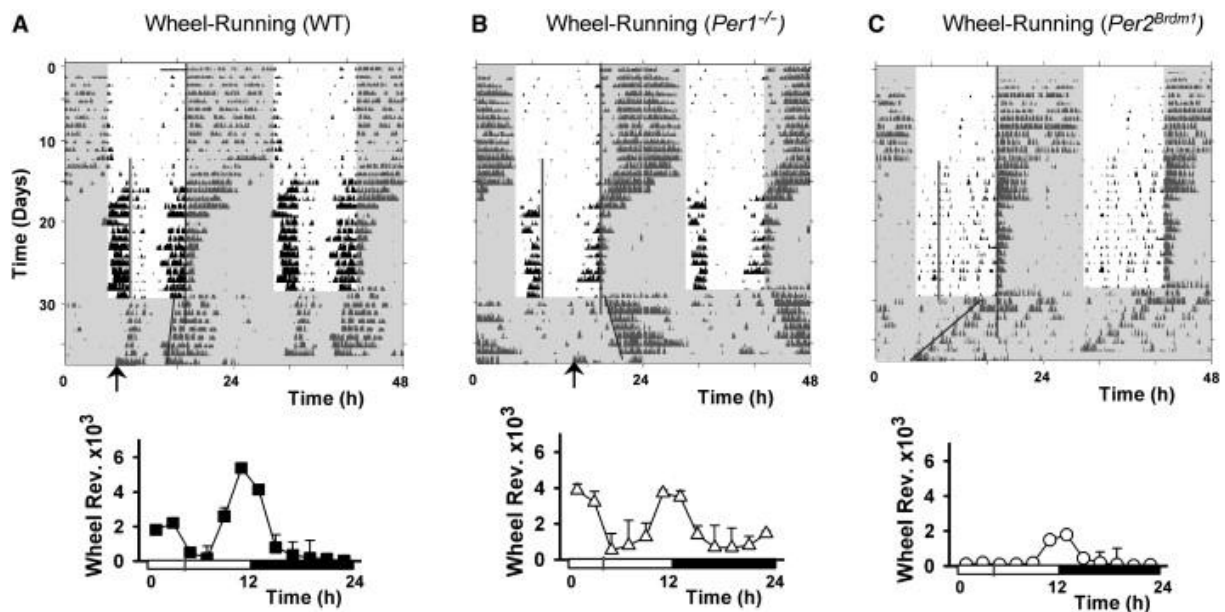 A Wheel-Running (WT)
B Wheel-Running (Per1-/-)
C Wheel-Running (Per2Brdm1)
Time (Days)
0
10
20
30
0 24 48
Time (h)
0 24 48
Time (h)
0 24 48
Time (h)
Wheel Rev. x10³
6
4
2
0
0 12 24
Time (h)
Wheel Rev. x10³
6
4
2
0
0 12 24
Time (h)
Wheel Rev. x10³
6
4
2
0
0 12 24
Time (h)